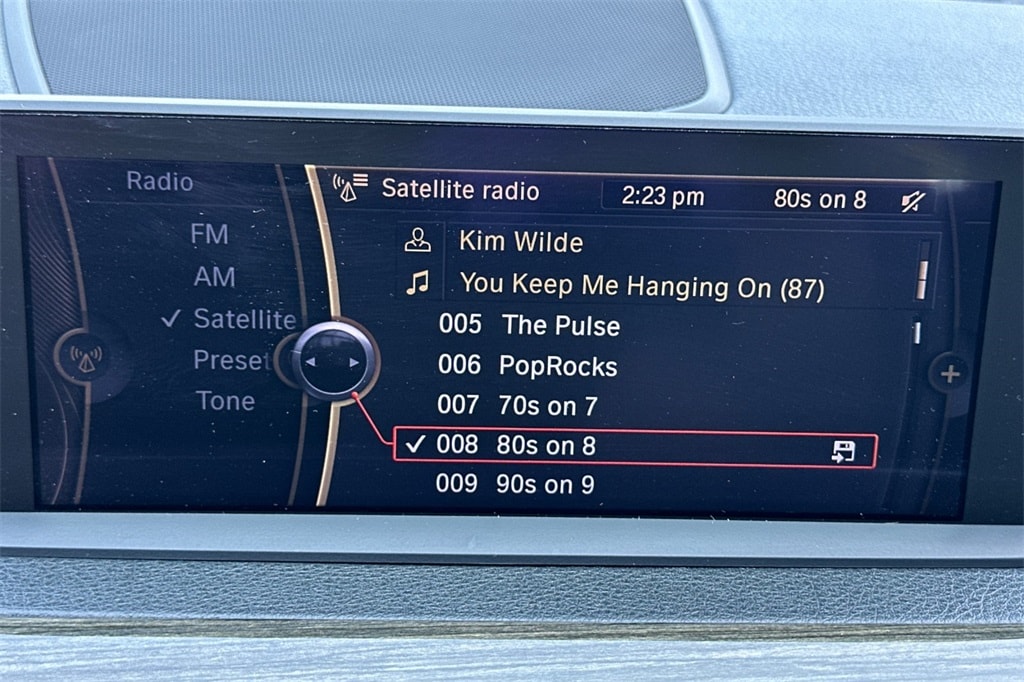 Radio
FM
AM
Satellite
Preset
Tone
Satellite radio
2:23 pm
80s on 8
Kim Wilde
You Keep Me Hanging On (87)
005 The Pulse
006 PopRocks
007 70s on 7
008 80s on 8
009 90s on 9